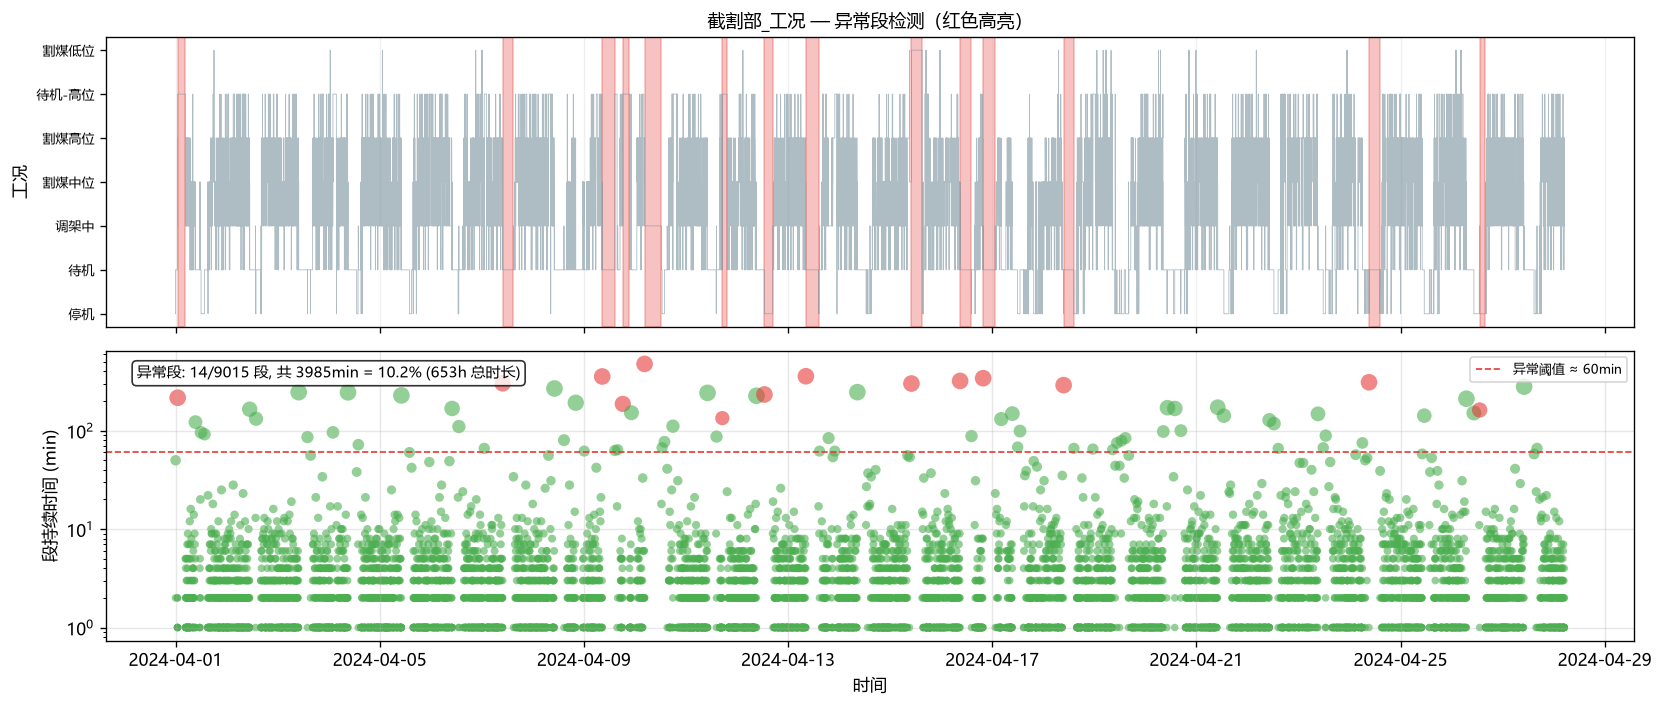 截割部_工况 — 异常段检测（红色高亮）
工况
割煤低位
待机-高位
割煤高位
割煤中位
调架中
待机
停机
异常段: 14/9015 段, 共 3985min = 10.2% (653h 总时长)
异常阈值 ≈ 60min
段持续时间 (min)
10²
10¹
10⁰
2024-04-01 2024-04-05 2024-04-09 2024-04-13 2024-04-17 2024-04-21 2024-04-25 2024-04-29
时间